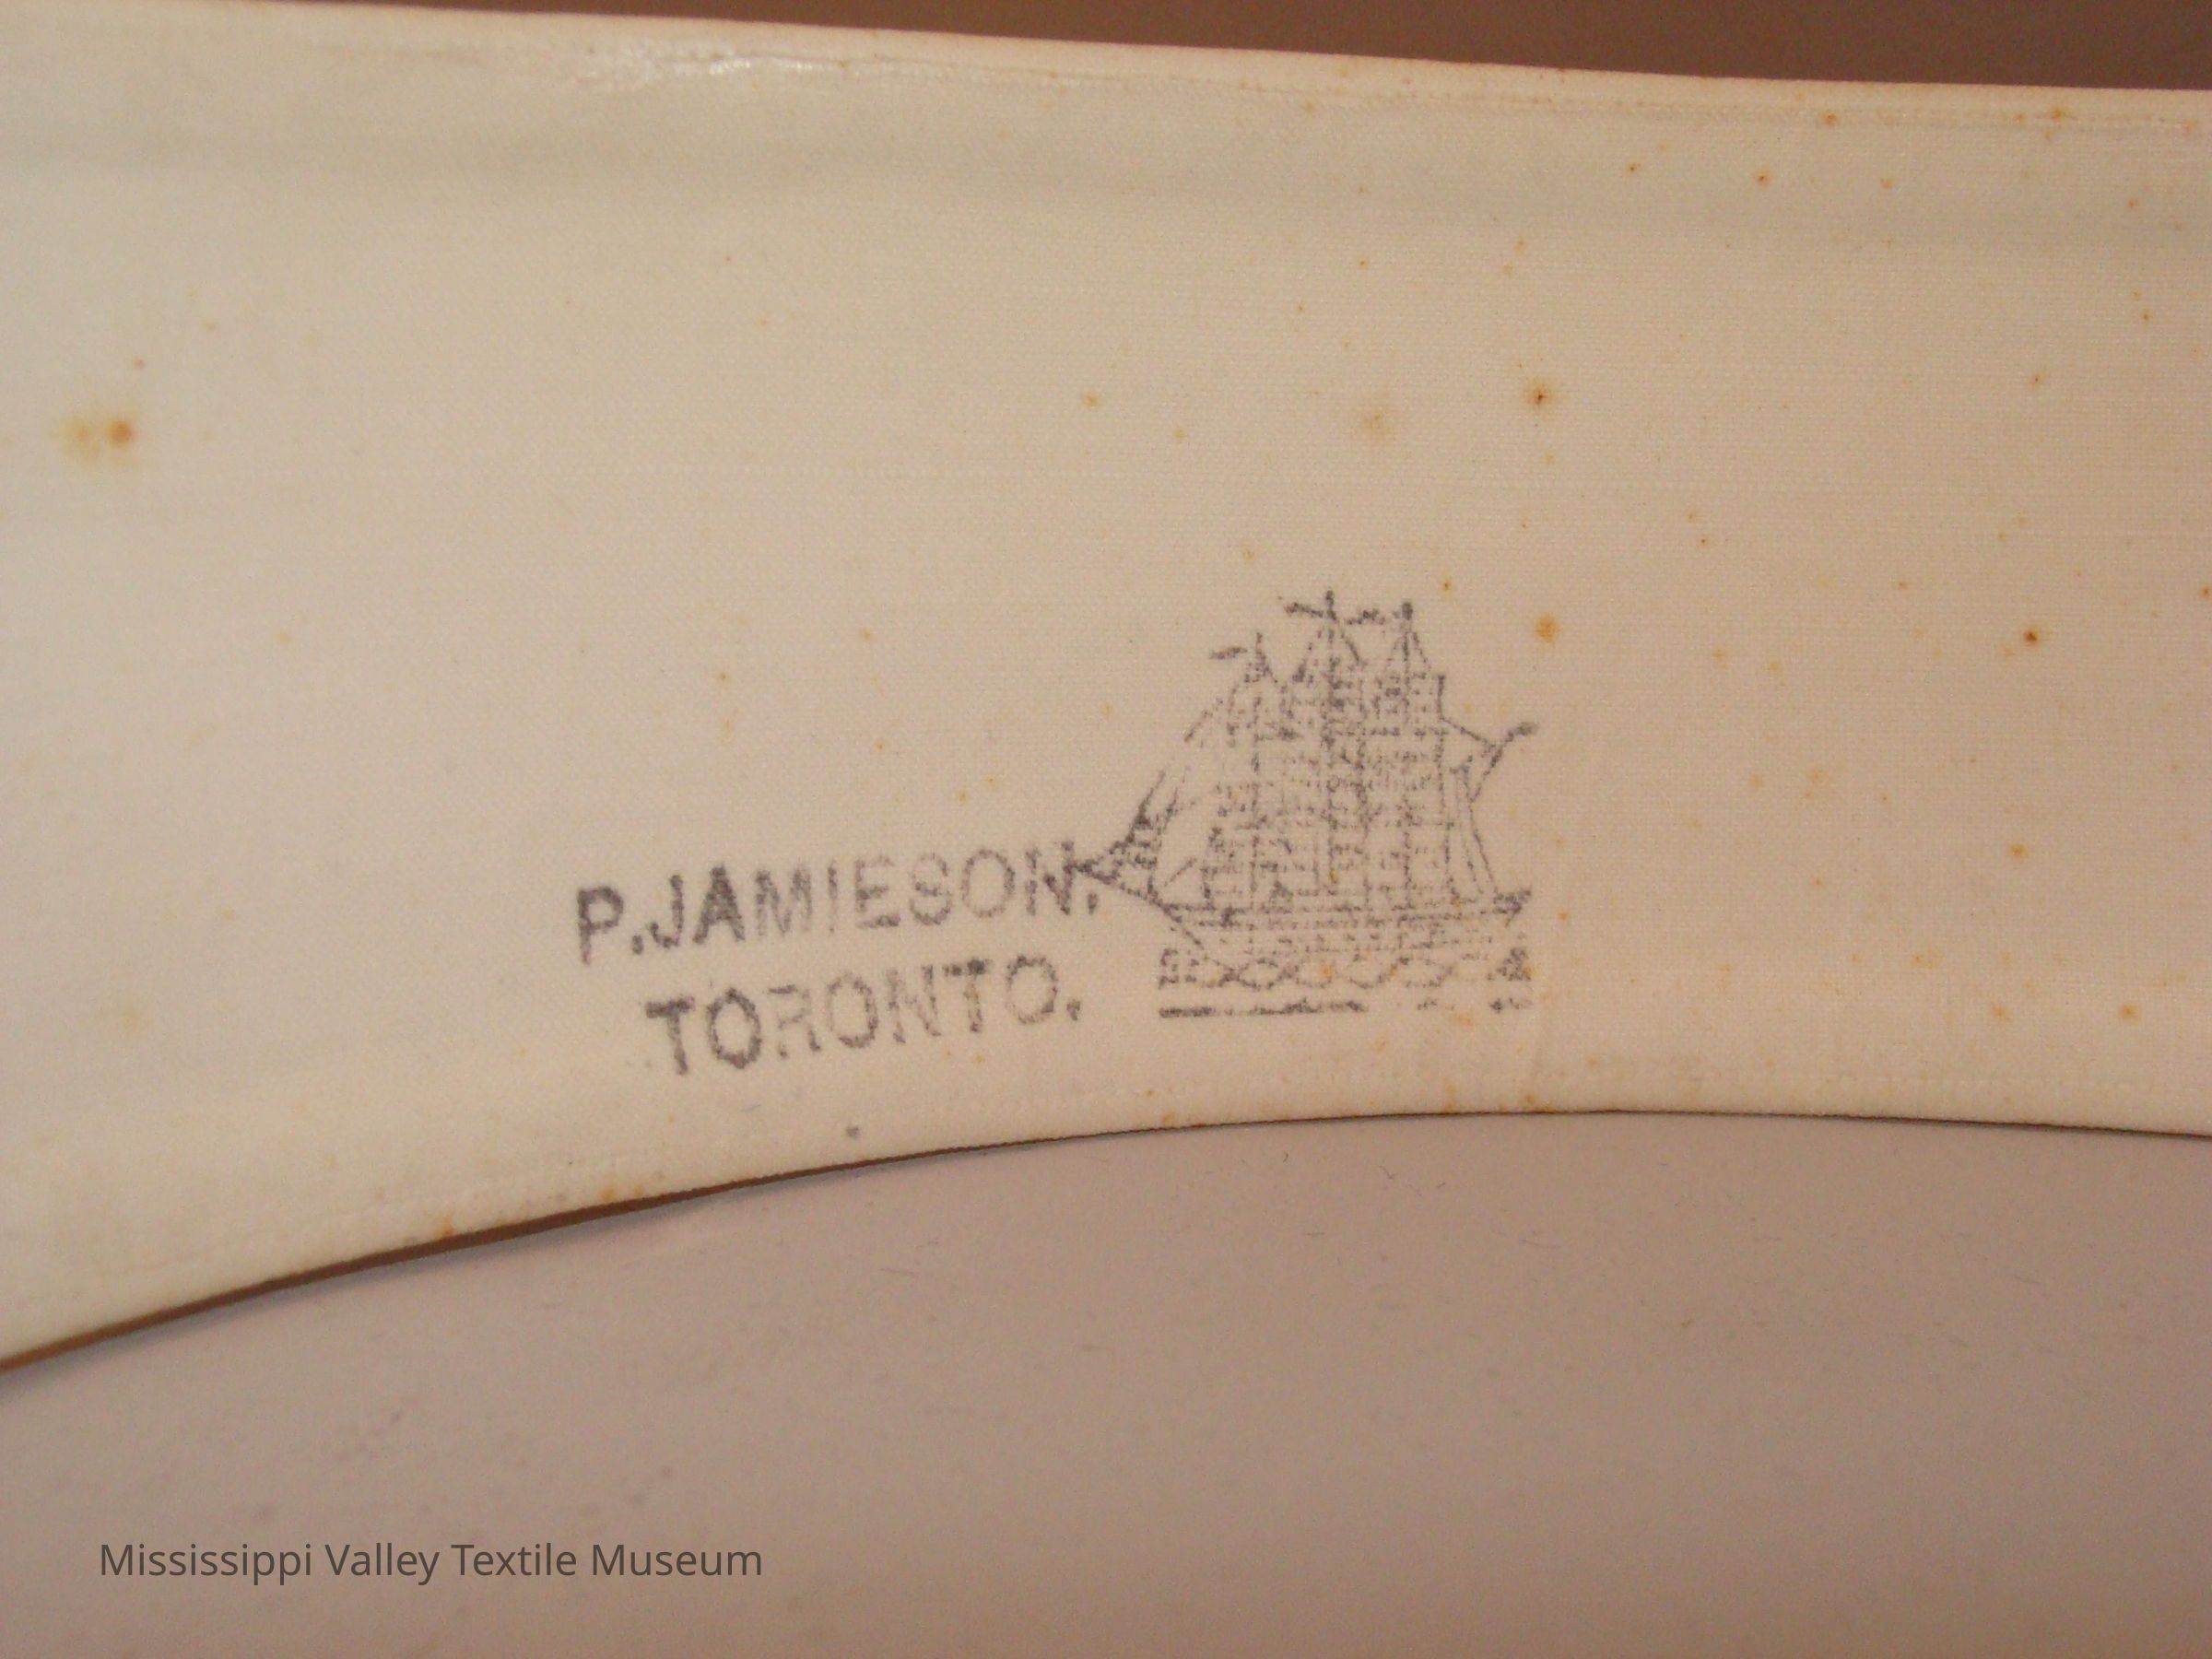 P.JAMIESON.
TORONTO.
Mississippi Valley Textile Museum